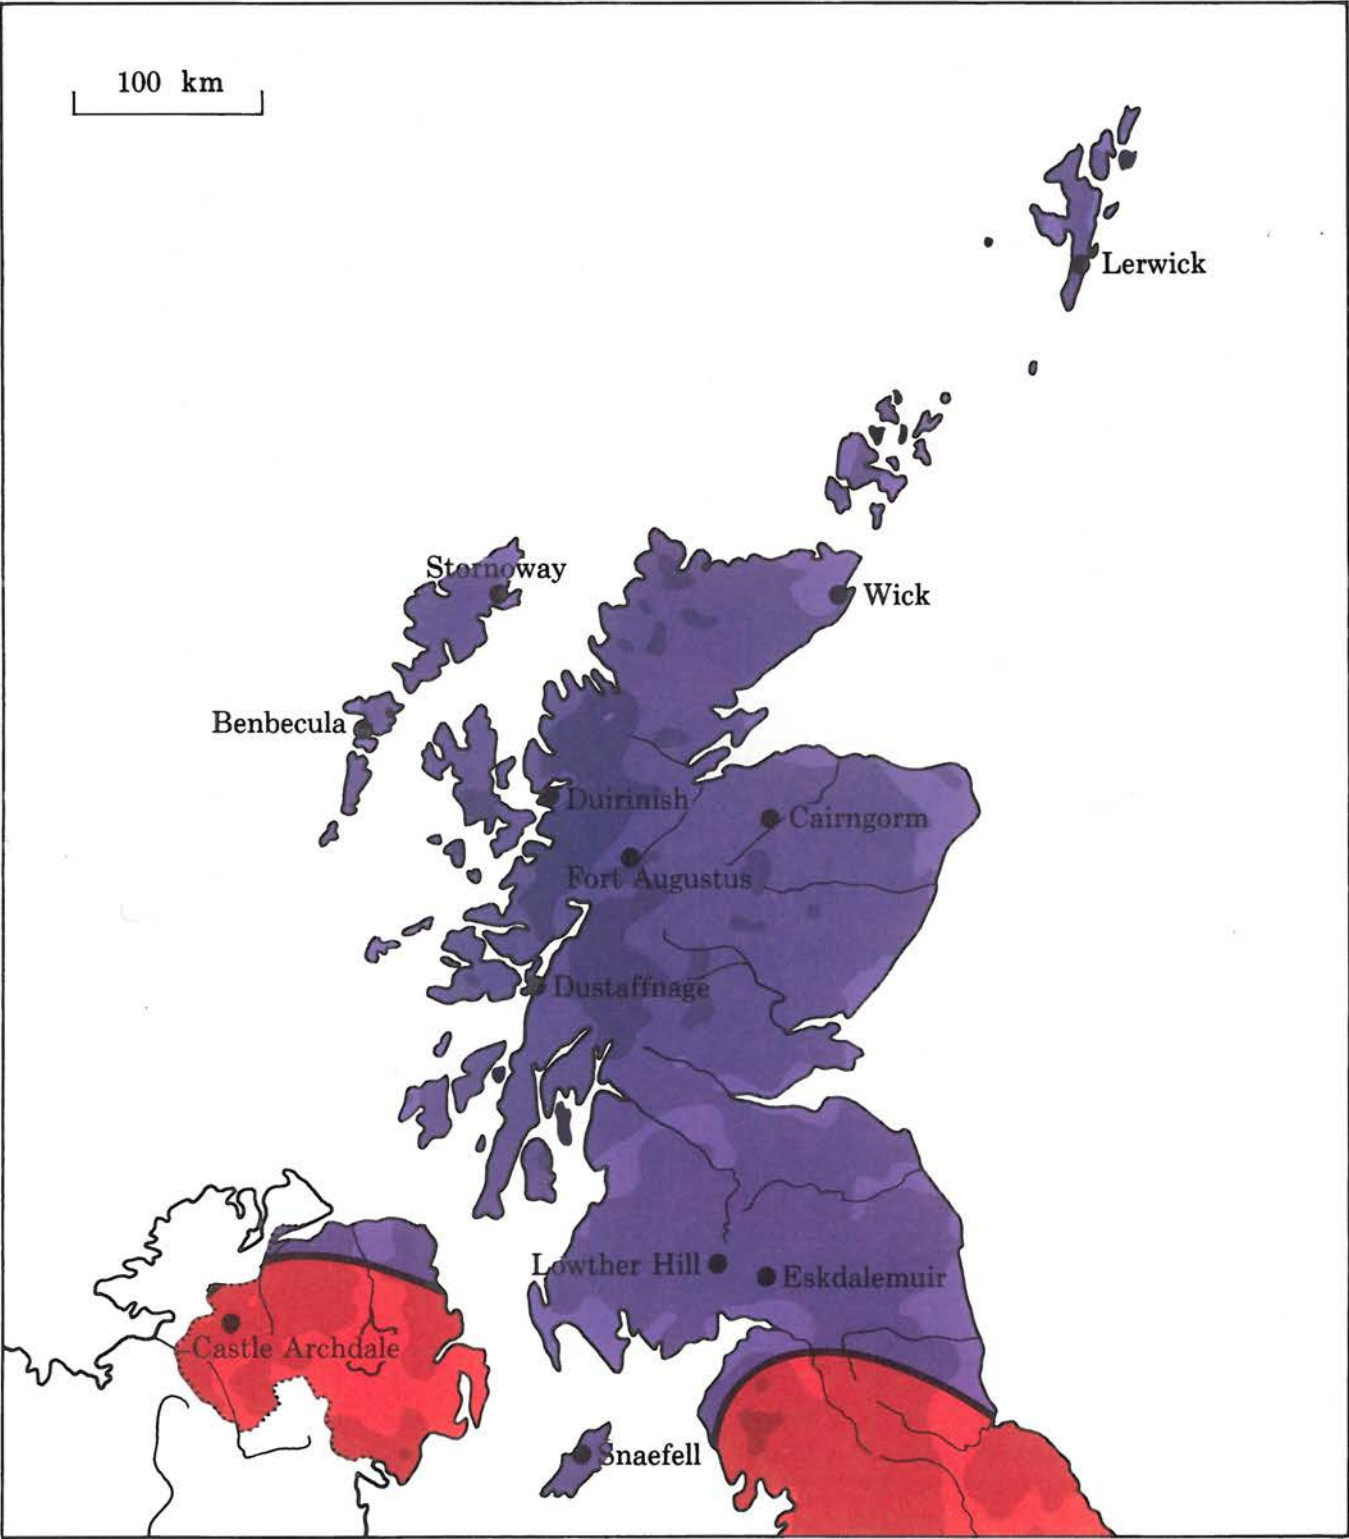 100 km
Lerwick
Stornoway
Wick
Benbecula
Duirinish
Cairngorm
Fort Augustus
Dustaffnage
Lowther Hill
Eskdalemuir
Castle Archdale
Snaefell